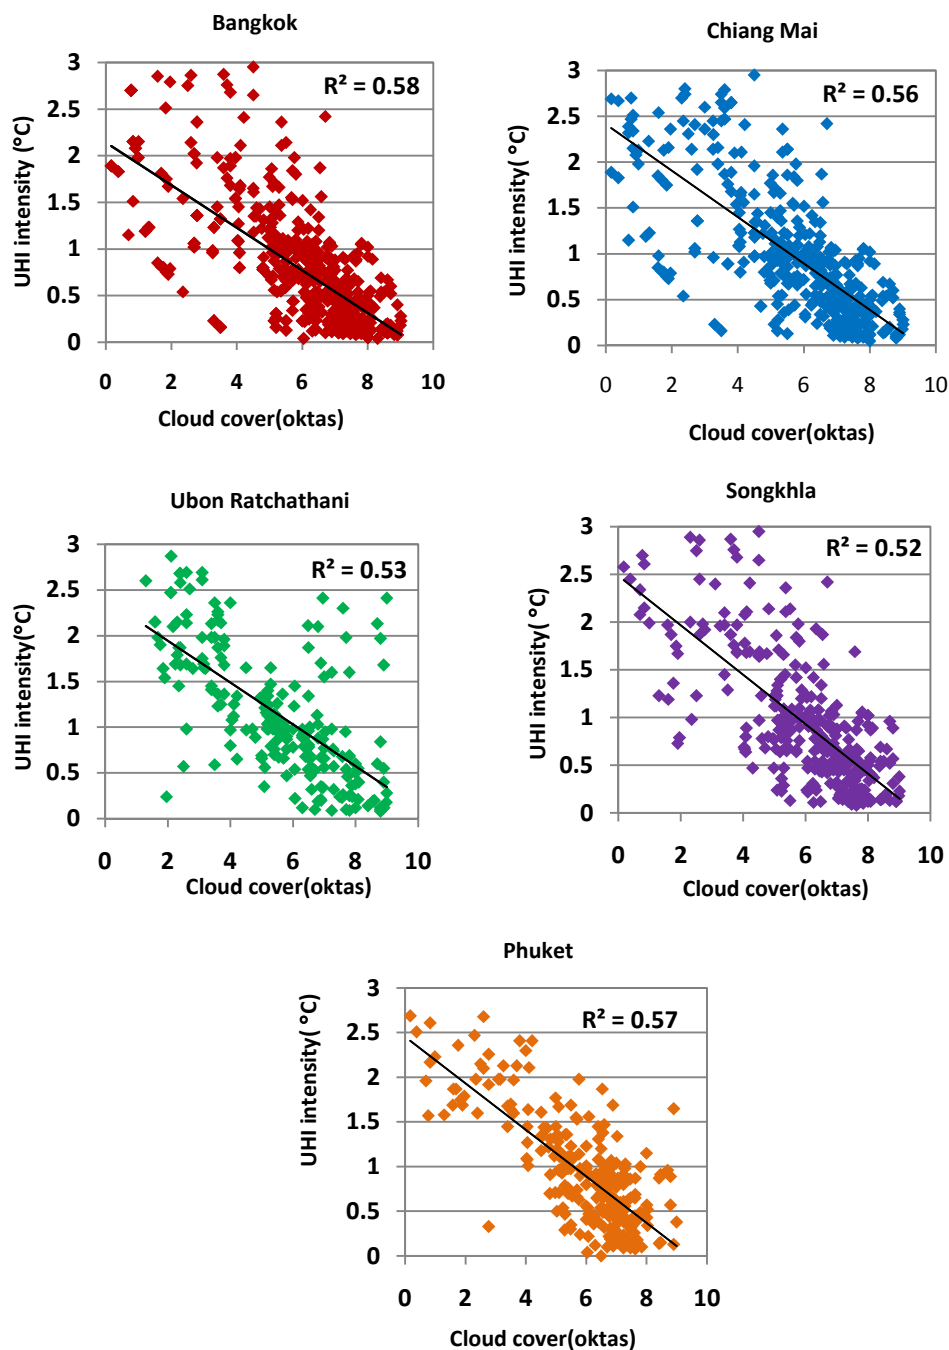 Bangkok
R² = 0.58
UHI intensity (°C)
3
2.5
2
1.5
1
0.5
0
0 2 4 6 8 10
Cloud cover(oktas)
Chiang Mai
R² = 0.56
UHI intensity( °C)
3
2.5
2
1.5
1
0.5
0
0 2 4 6 8 10
Cloud cover(oktas)
Ubon Ratchathani
R² = 0.53
UHI intensity(°C)
3
2.5
2
1.5
1
0.5
0
0 2 4 6 8 10
Cloud cover(oktas)
Songkhla
R² = 0.52
UHI intensity( °C)
3
2.5
2
1.5
1
0.5
0
0 2 4 6 8 10
Cloud cover(oktas)
Phuket
R² = 0.57
UHI intensity( °C)
3
2.5
2
1.5
1
0.5
0
0 2 4 6 8 10
Cloud cover(oktas)